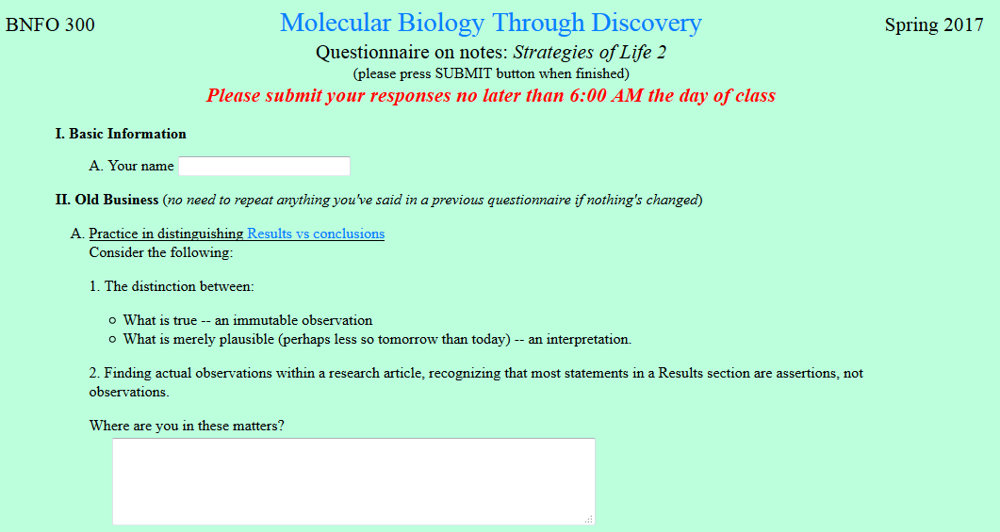 BNFO 300 Molecular Biology Through Discovery Spring 2017
Questionnaire on notes: Strategies of Life 2
(please press SUBMIT button when finished)
Please submit your responses no later than 6:00 AM the day of class
I. Basic Information
A. Your name
II. Old Business (no need to repeat anything you've said in a previous questionnaire if nothing's changed)
A. Practice in distinguishing Results vs conclusions
Consider the following:
1. The distinction between:
What is true -- an immutable observation
What is merely plausible (perhaps less so tomorrow than today) -- an interpretation.
2. Finding actual observations within a research article, recognizing that most statements in a Results section are assertions, not
observations.
Where are you in these matters?